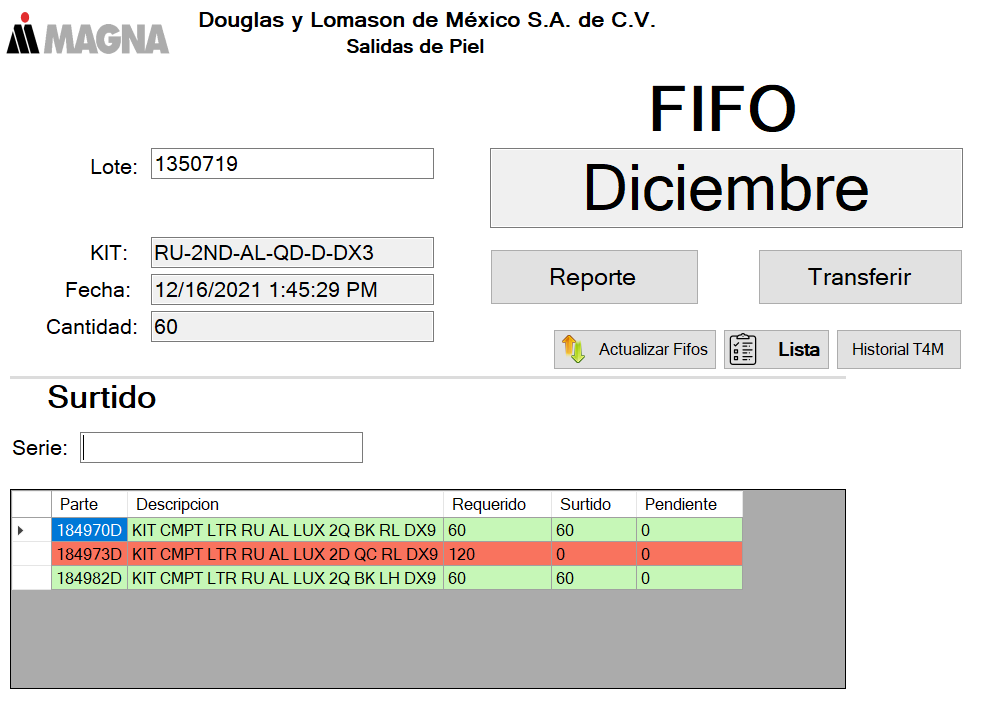 MAGNA
Douglas y Lomason de México S.A. de C.V.
Salidas de Piel
FIFO
Diciembre
Lote: 1350719
KIT: RU-2ND-AL-QD-D-DX3
Fecha: 12/16/2021 1:45:29 PM
Cantidad: 60
Reporte
Transferir
Actualizar Fifos
Lista
Historial T4M
Surtido
Serie:
Parte Descripcion Requerido Surtido Pendiente
184970D KIT CMPT LTR RU AL LUX 2Q BK RL DX9 60 60 0
184973D KIT CMPT LTR RU AL LUX 2D QC RL DX9 120 0 0
184982D KIT CMPT LTR RU AL LUX 2Q BK LH DX9 60 60 0